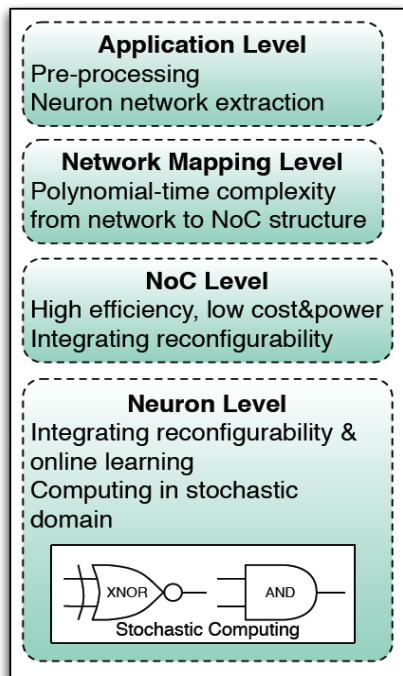 Application Level
Pre-processing
Neuron network extraction
Network Mapping Level
Polynomial-time complexity
from network to NoC structure
NoC Level
High efficiency, low cost&power
Integrating reconfigurability
Neuron Level
Integrating reconfigurability &
online learning
Computing in stochastic
domain
XNOR AND
Stochastic Computing